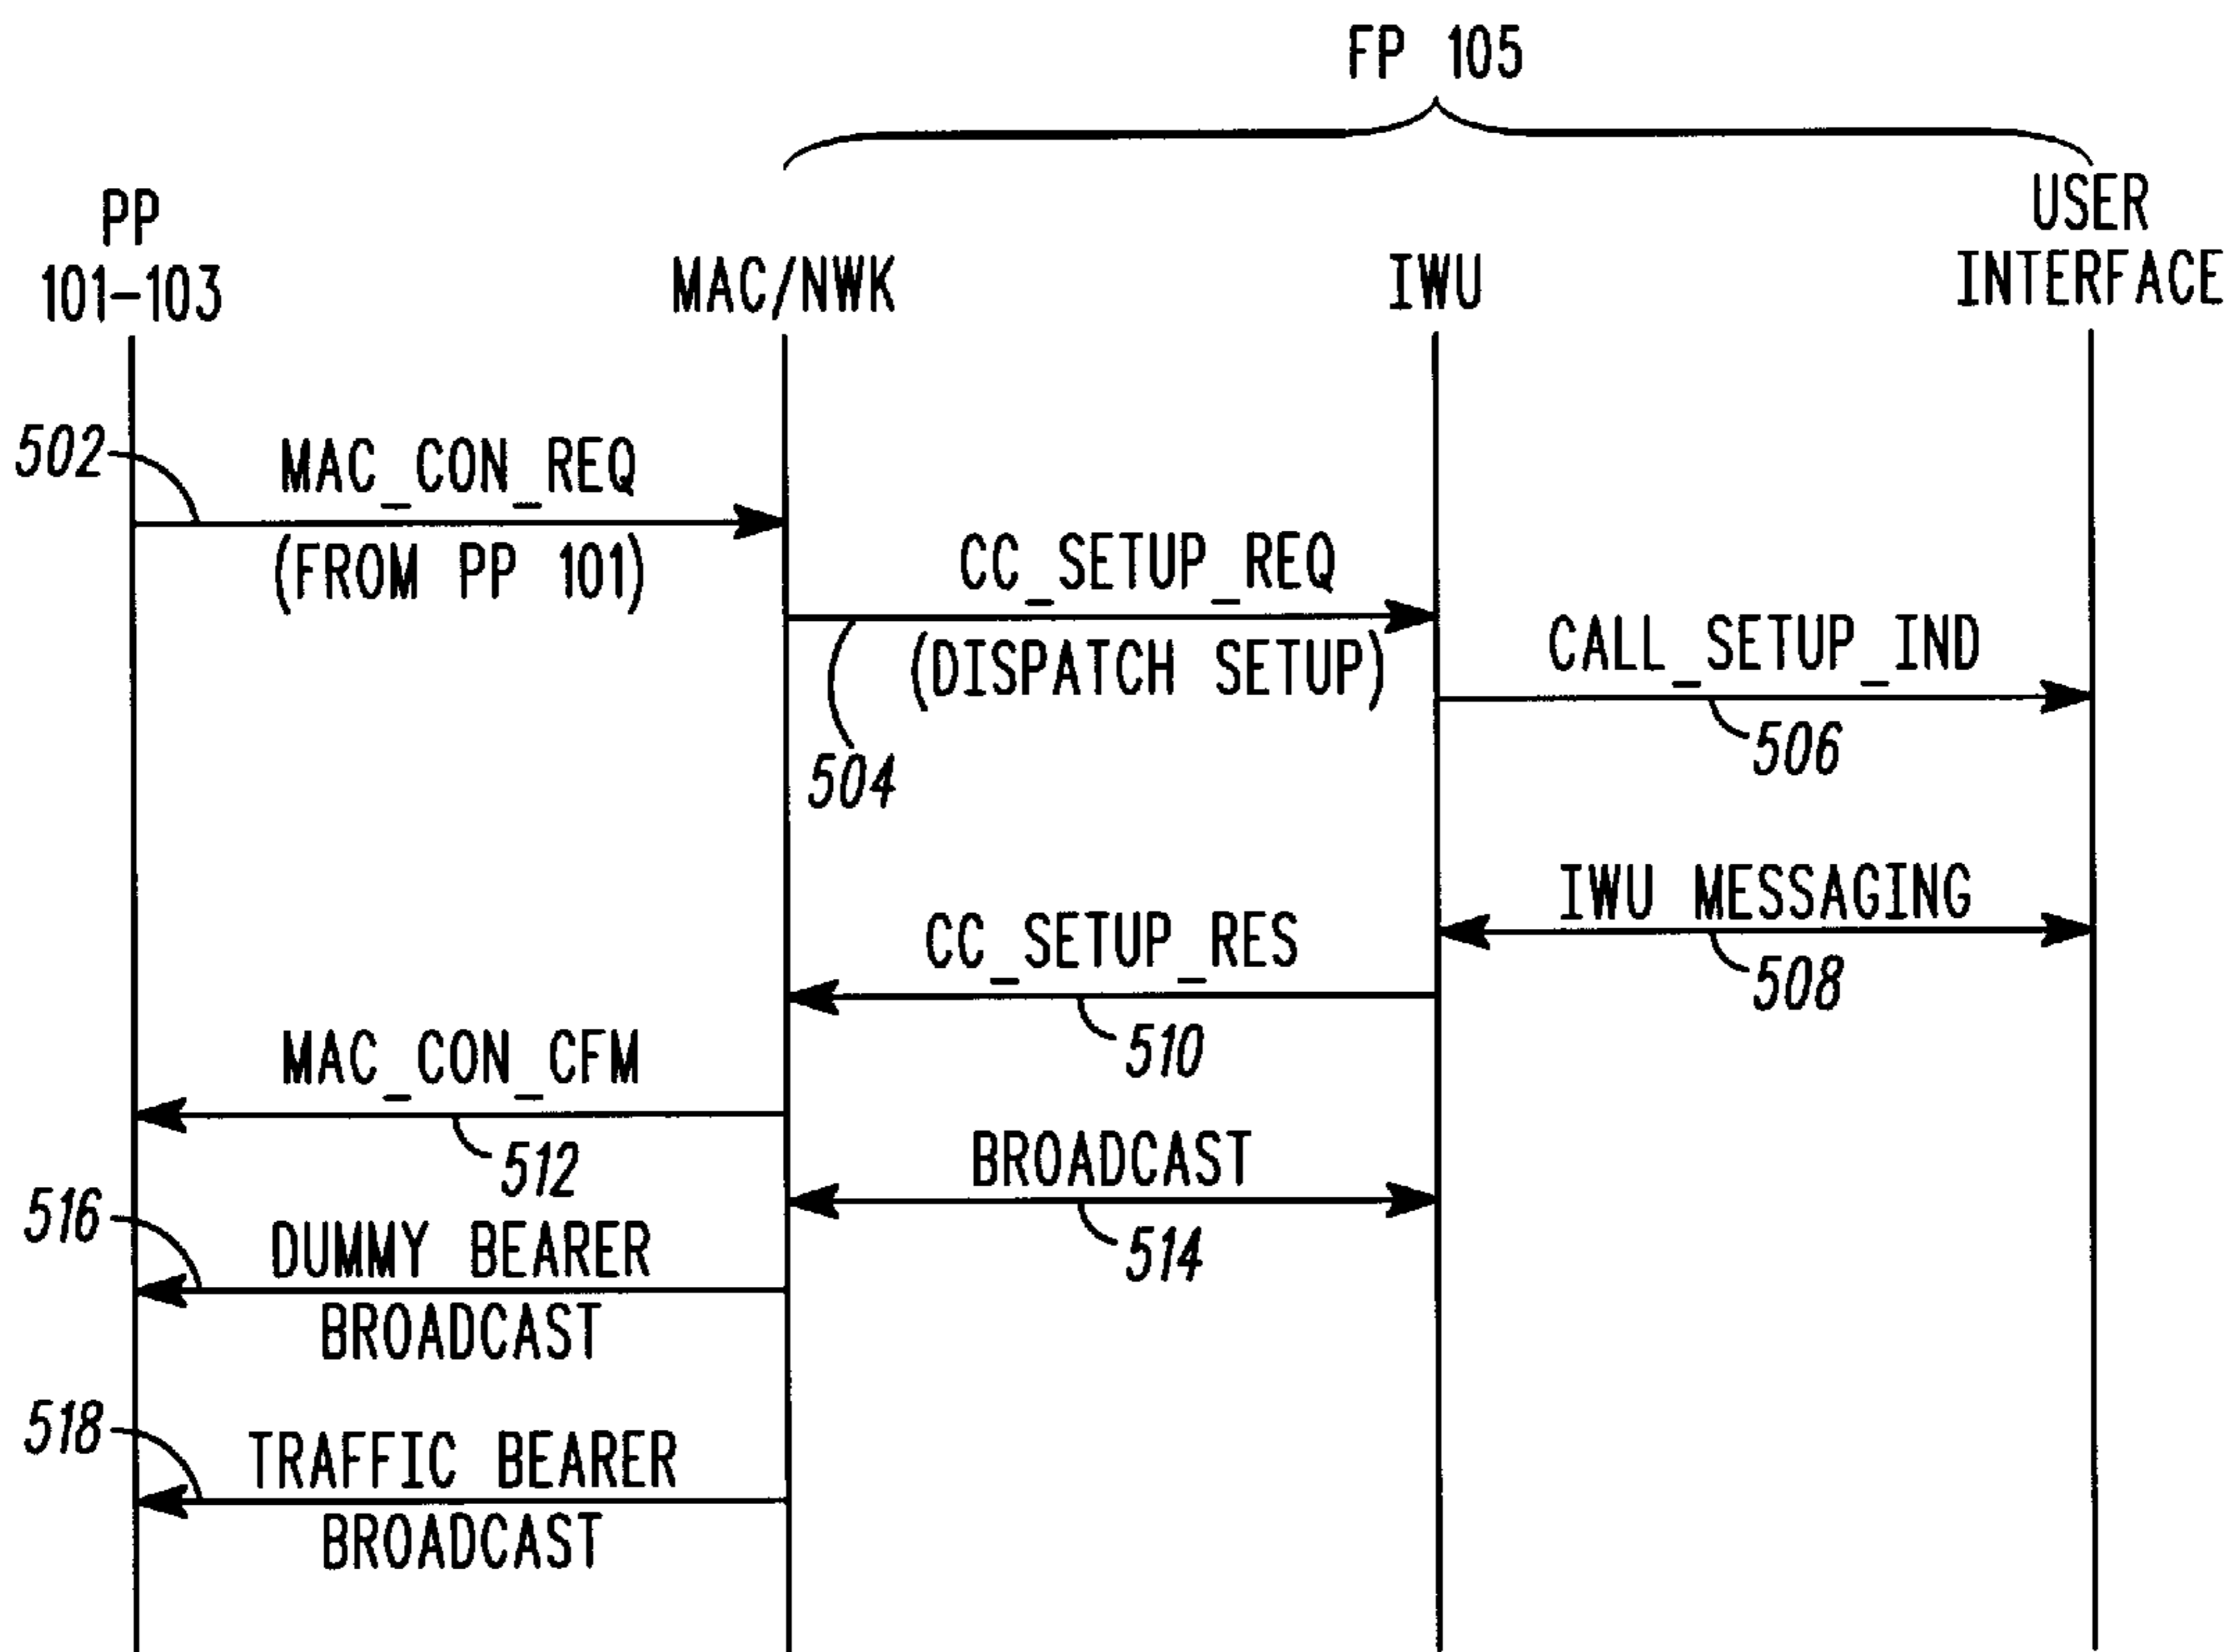 FP 105
PP
101-103
MAC/NWK
IWU
USER
INTERFACE
502
MAC_CON_REQ
(FROM PP 101)
CC_SETUP_REQ
(DISPATCH SETUP)
504
CALL_SETUP_IND
506
IWU MESSAGING
508
CC_SETUP_RES
510
MAC_CON_CFM
512
BROADCAST
514
516
DUMMY BEARER
BROADCAST
518
TRAFFIC BEARER
BROADCAST